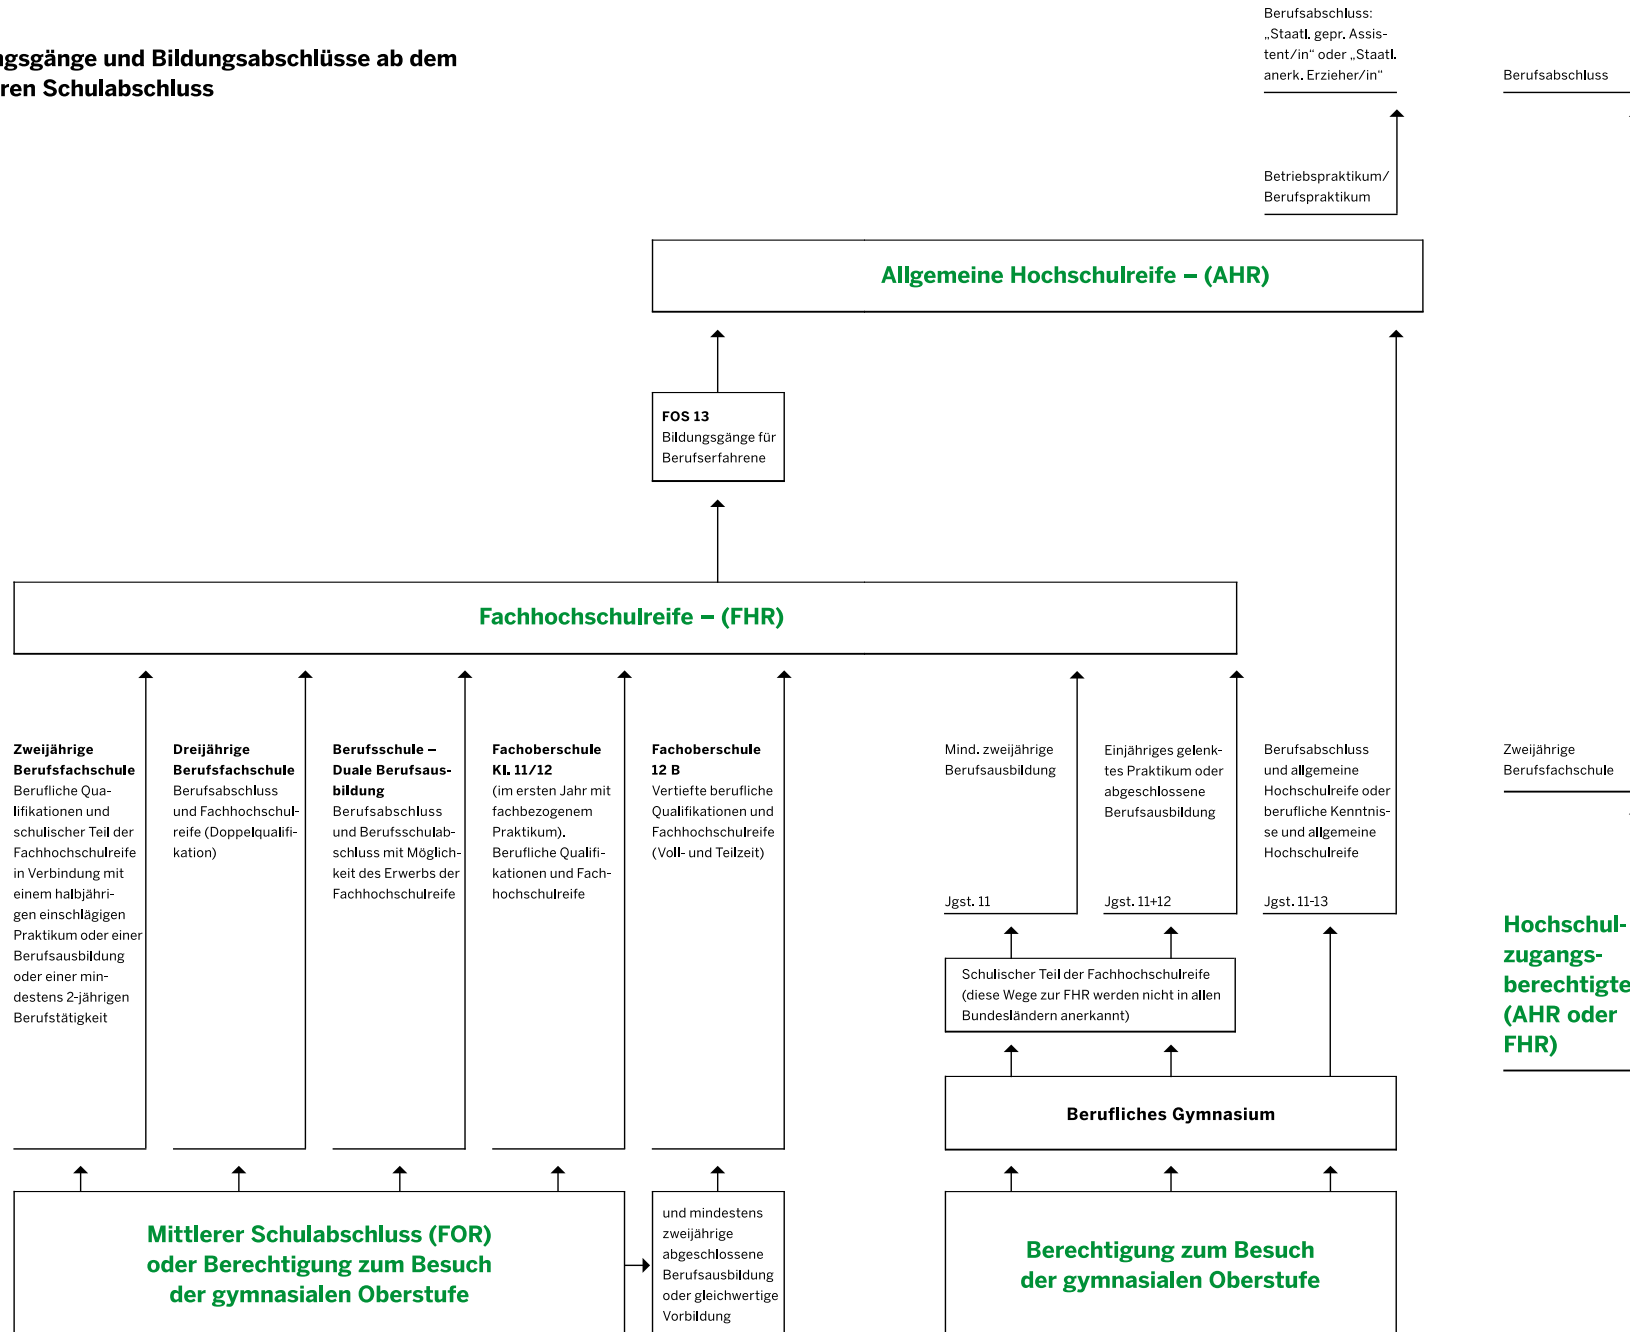 ngsgänge und Bildungsabschlüsse ab dem
ren Schulabschluss
Berufsabschluss:
„Staatl. gepr. Assis-
tent/in“ oder „Staatl.
anerk. Erzieher/in“
Berufsabschluss
Betriebspraktikum/
Berufspraktikum
Allgemeine Hochschulreife – (AHR)
FOS 13
Bildungsgänge für
Berufserfahrene
Fachhochschulreife – (FHR)
Zweijährige
Berufsfachschule
Berufliche Qua-
lifikationen und
schulischer Teil der
Fachhochschulreife
in Verbindung mit
einem halbjähri-
gen einschlägigen
Praktikum oder einer
Berufsausbildung
oder einer min-
destens 2-jährigen
Berufstätigkeit
Dreijährige
Berufsfachschule
Berufsabschluss
und Fachhochschul-
reife (Doppelqualifi-
kation)
Berufsschule –
Duale Berufsaus-
bildung
Berufsabschluss
und Berufsschulab-
schluss mit Möglich-
keit des Erwerbs der
Fachhochschulreife
Fachoberschule
Kl. 11/12
(im ersten Jahr mit
fachbezogenem
Praktikum).
Berufliche Qualifi-
kationen und Fach-
hochschulreife
Fachoberschule
12 B
Vertiefte berufliche
Qualifikationen und
Fachhochschulreife
(Voll- und Teilzeit)
Mind. zweijährige
Berufsausbildung
Jgst. 11
Einjähriges gelenk-
tes Praktikum oder
abgeschlossene
Berufsausbildung
Jgst. 11+12
Berufsabschluss
und allgemeine
Hochschulreife oder
berufliche Kenntnis-
se und allgemeine
Hochschulreife
Jgst. 11-13
Zweijährige
Berufsfachschule
Schulischer Teil der Fachhochschulreife
(diese Wege zur FHR werden nicht in allen
Bundesländern anerkannt)
Hochschul-
zugangs-
berechtigte
(AHR oder
FHR)
Berufliches Gymnasium
Mittlerer Schulabschluss (FOR)
oder Berechtigung zum Besuch
der gymnasialen Oberstufe
und mindestens
zweijährige
abgeschlossene
Berufsausbildung
oder gleichwertige
Vorbildung
Berechtigung zum Besuch
der gymnasialen Oberstufe